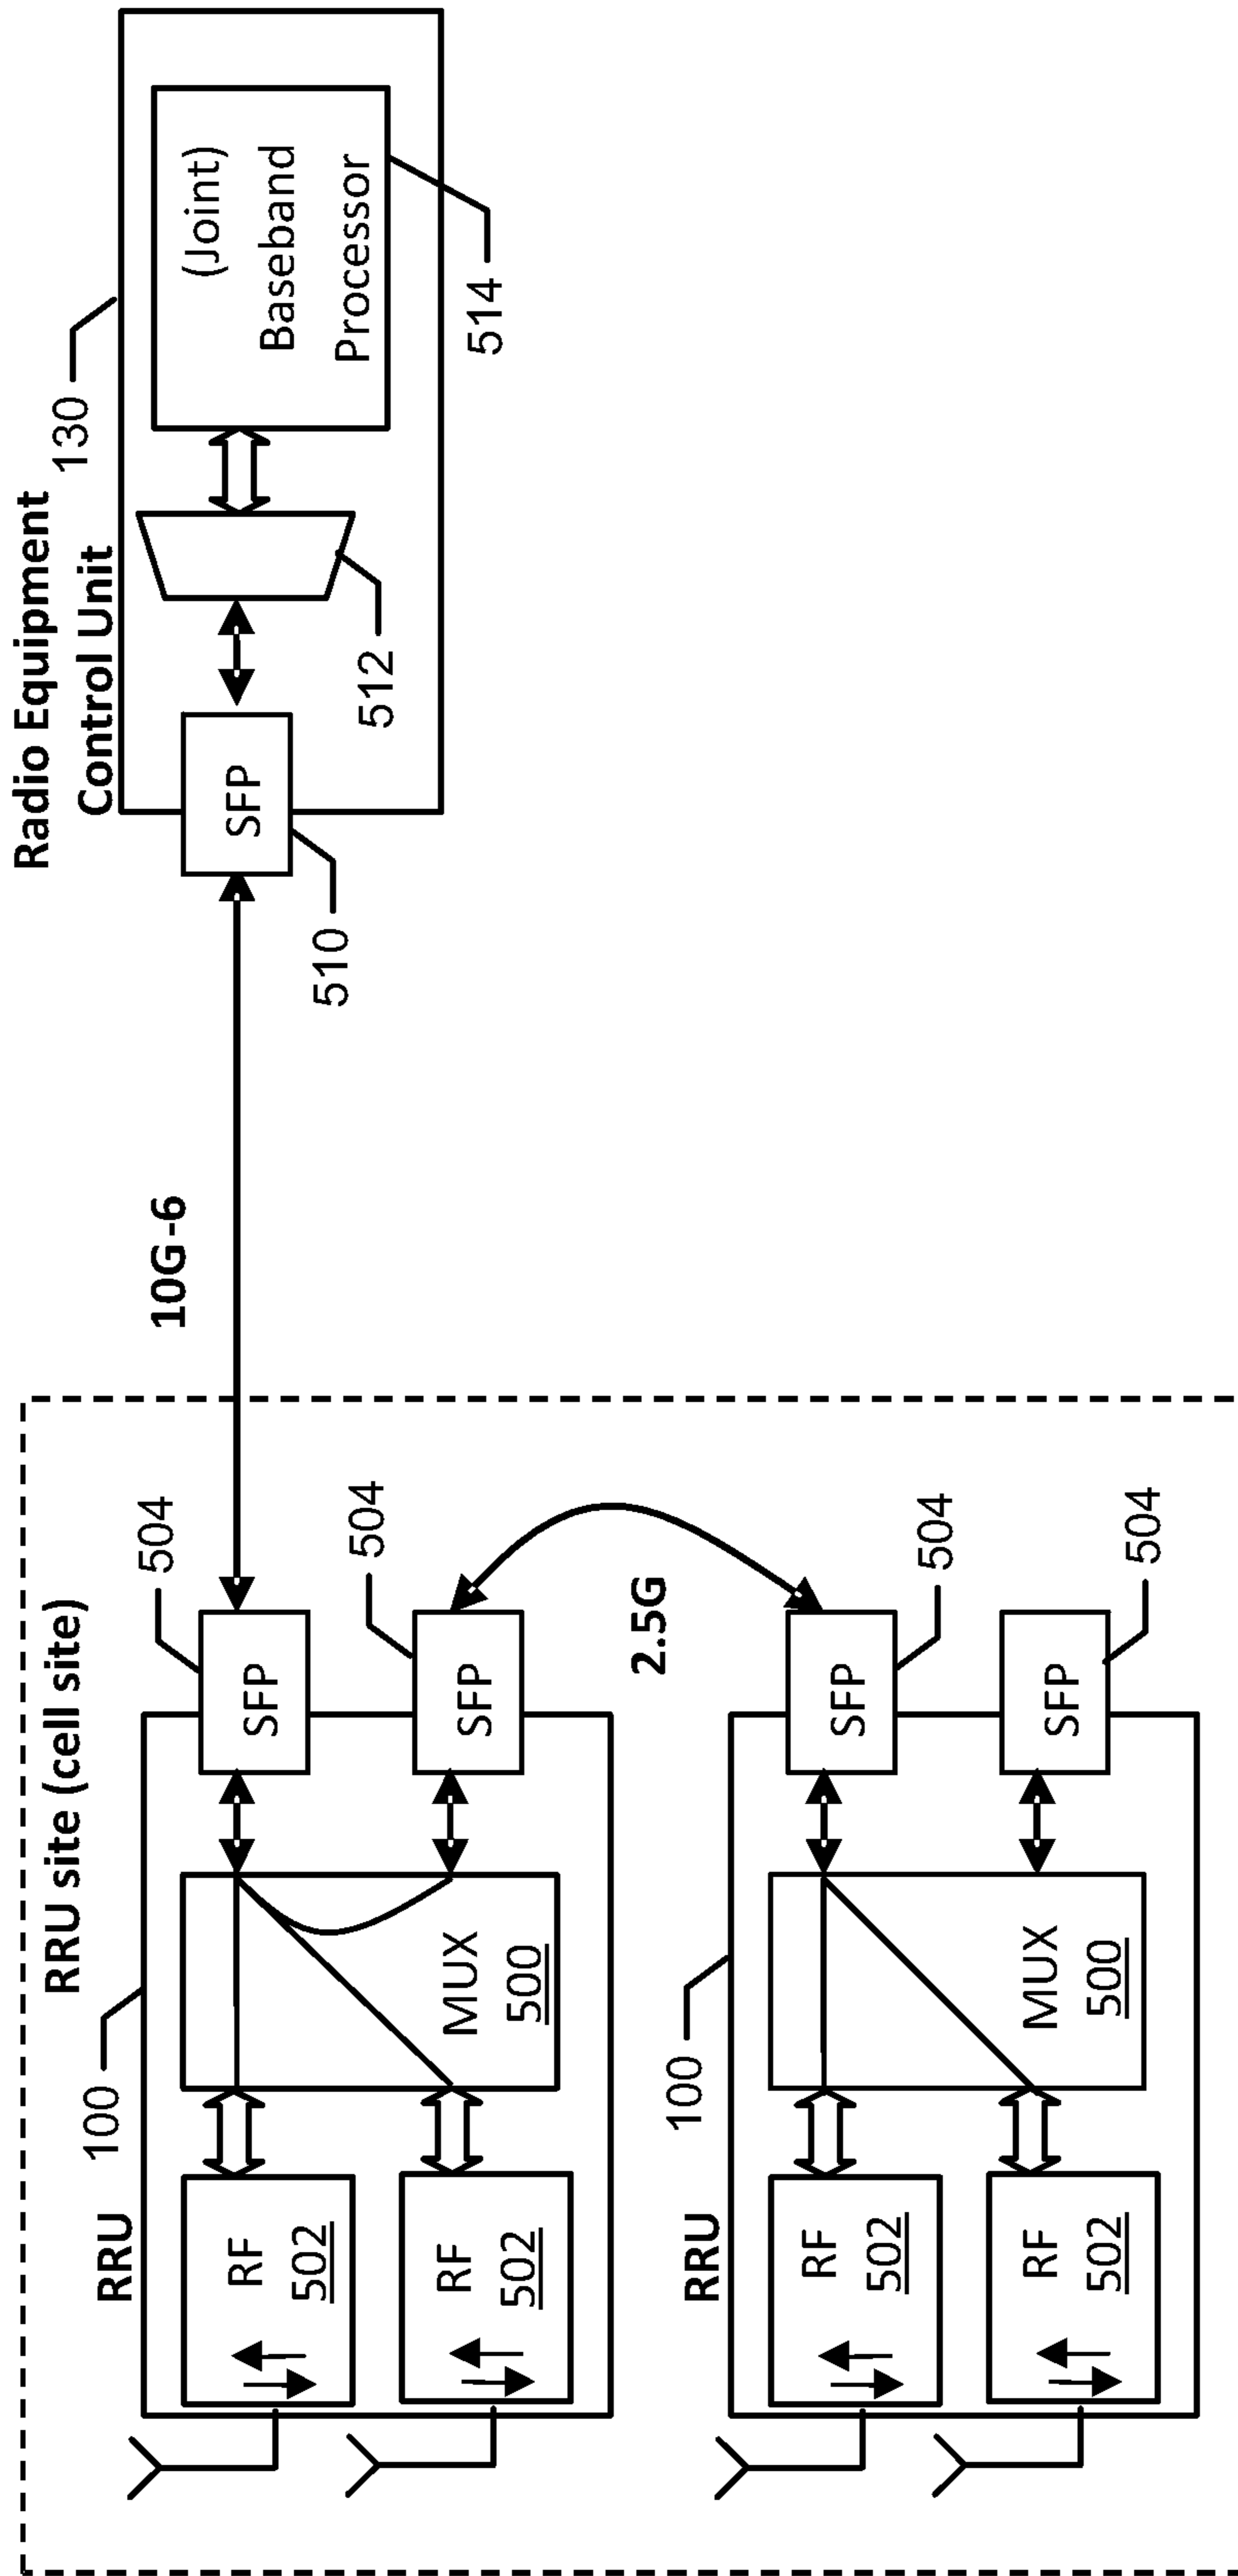 RRU site (cell site)
RRU
100
RF
502
RF
502
MUX
500
SFP
504
SFP
504
10G-6
2.5G
RRU
100
RF
502
RF
502
MUX
500
SFP
504
SFP
504
Radio Equipment
Control Unit
130
SFP
510
512
(Joint)
Baseband
Processor
514